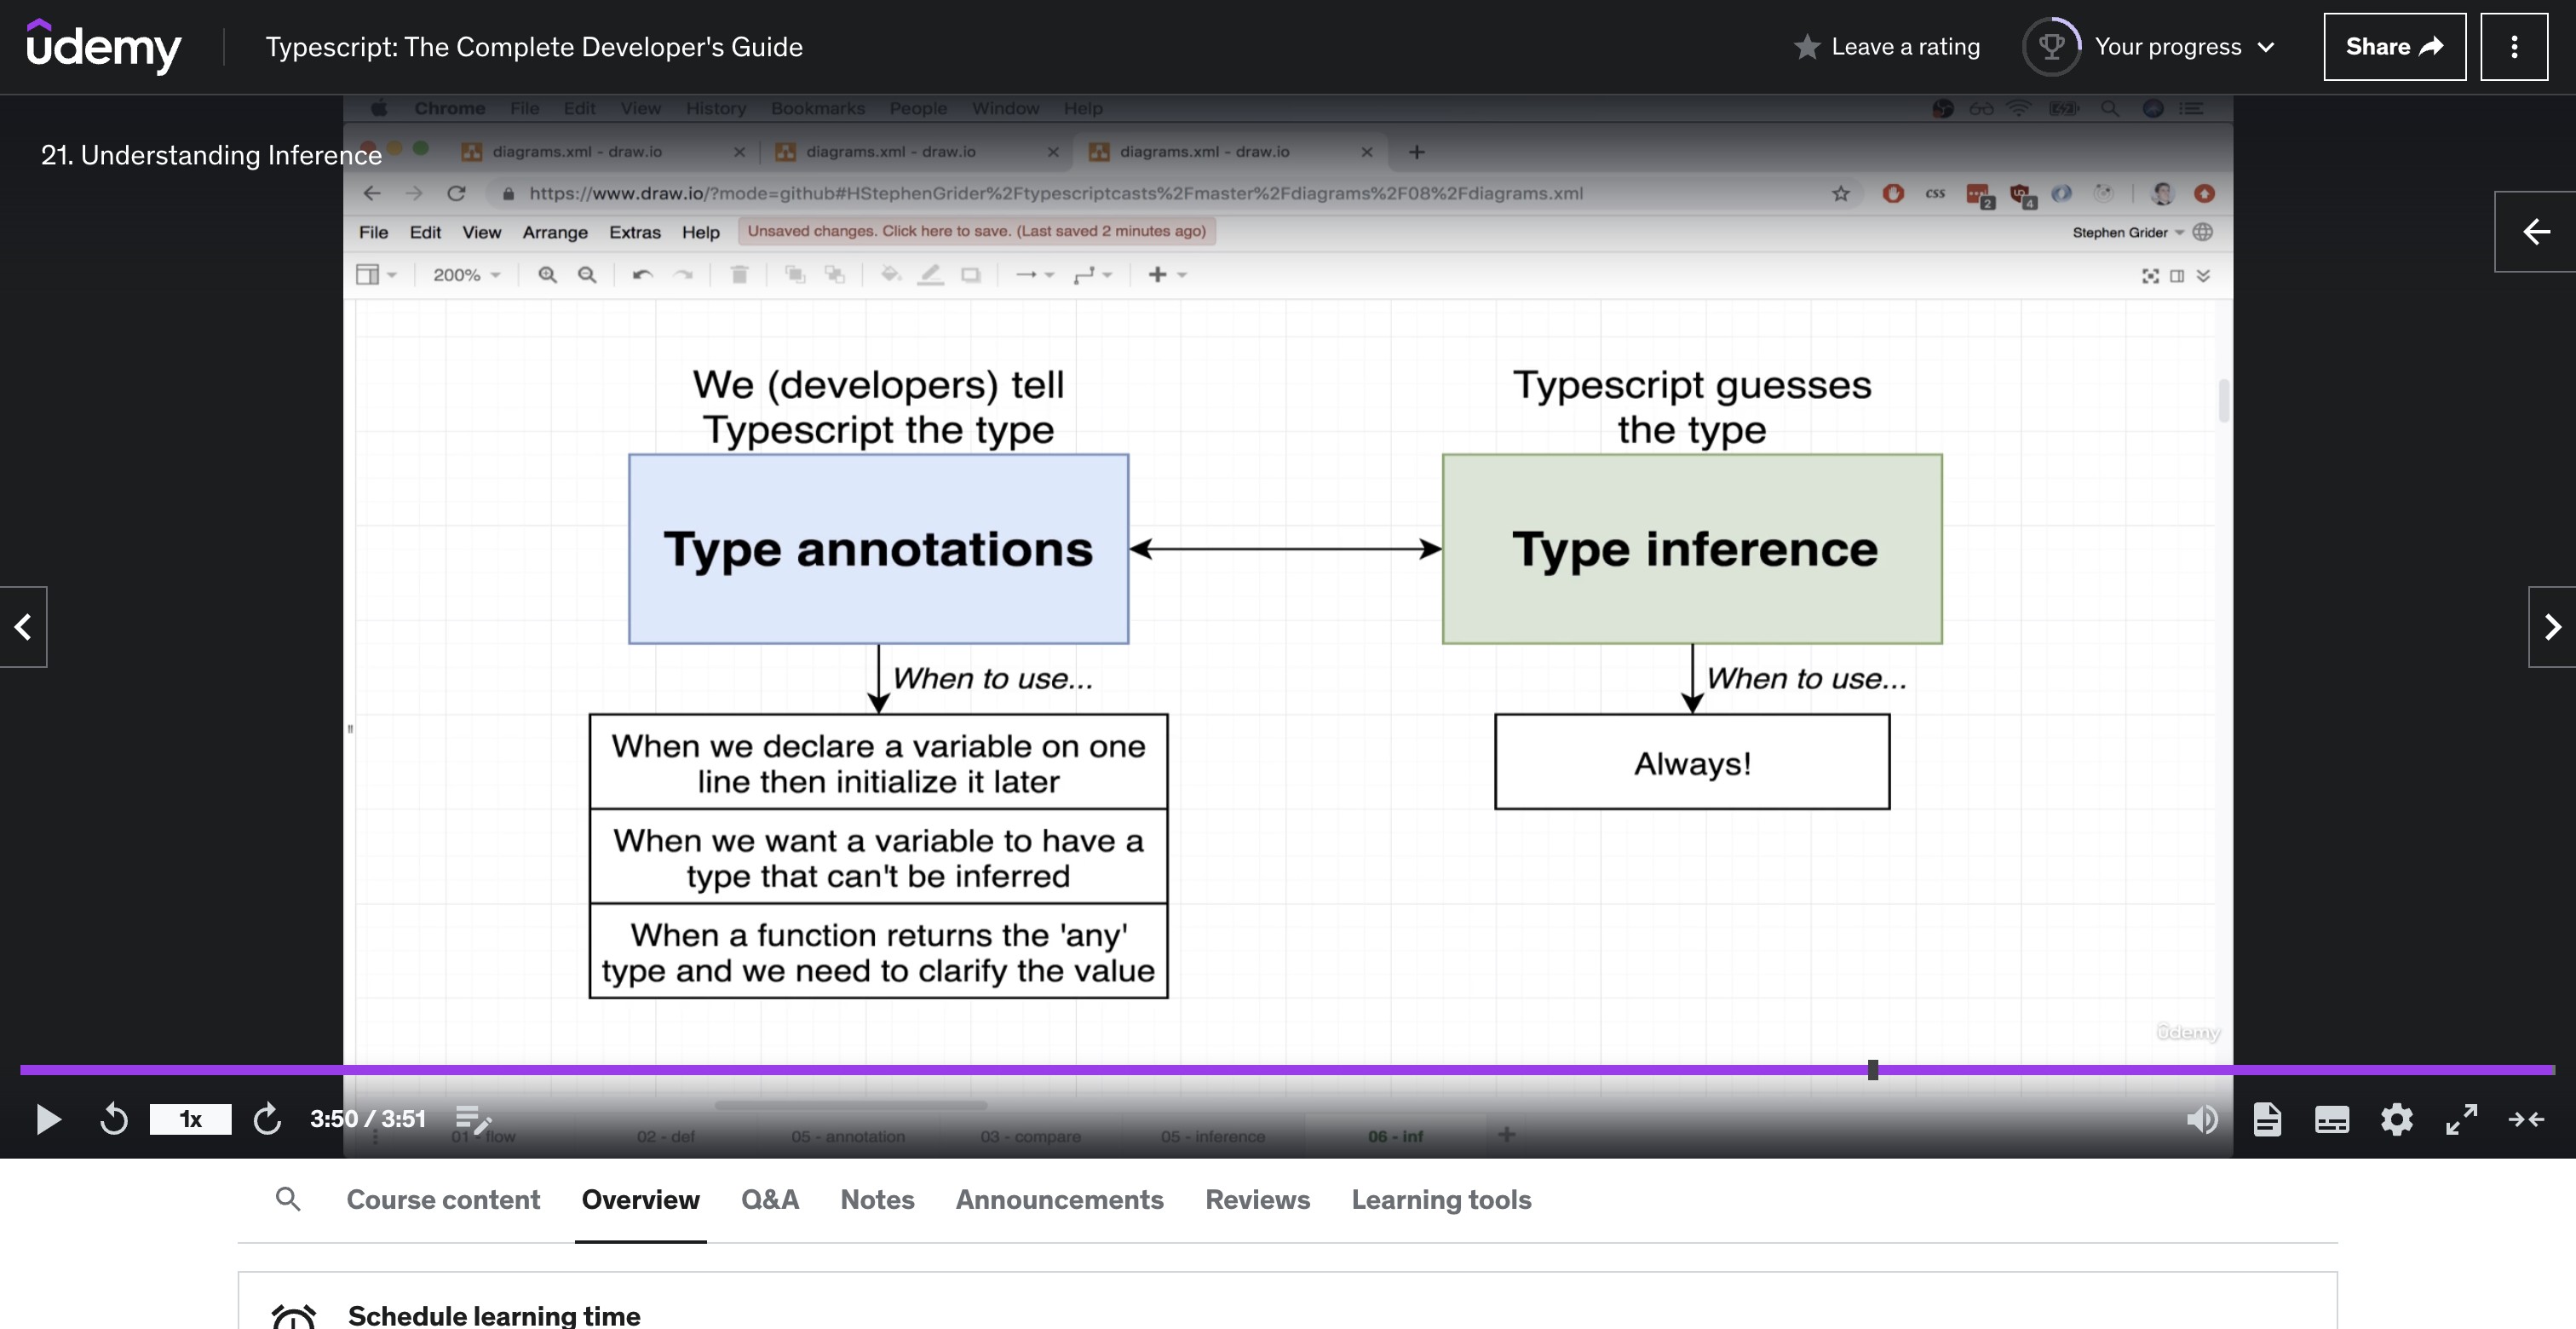 udemy
Typescript: The Complete Developer's Guide
Leave a rating
Your progress
Share
Chrome File Edit View History Bookmarks People Window Help
21. Understanding Inference
diagrams.xml - draw.io
diagrams.xml - draw.io
diagrams.xml - draw.io
https://www.draw.io/?mode=github#HStephenGrider%2Ftypescriptcasts%2Fmaster%2Fdiagrams%2F08%2Fdiagrams.xml
css
2
4
File Edit View Arrange Extras Help
Unsaved changes. Click here to save. (Last saved 2 minutes ago)
Stephen Grider
200%
We (developers) tell
Typescript the type
Type annotations
When to use...
When we declare a variable on one
line then initialize it later
When we want a variable to have a
type that can't be inferred
When a function returns the 'any'
type and we need to clarify the value
Typescript guesses
the type
Type inference
When to use...
Always!
udemy
1x
3:50 / 3:51
01 - flow
02 - def
05 - annotation
03 - compare
05 - inference
06 - inf
Course content
Overview
Q&A
Notes
Announcements
Reviews
Learning tools
Schedule learning time